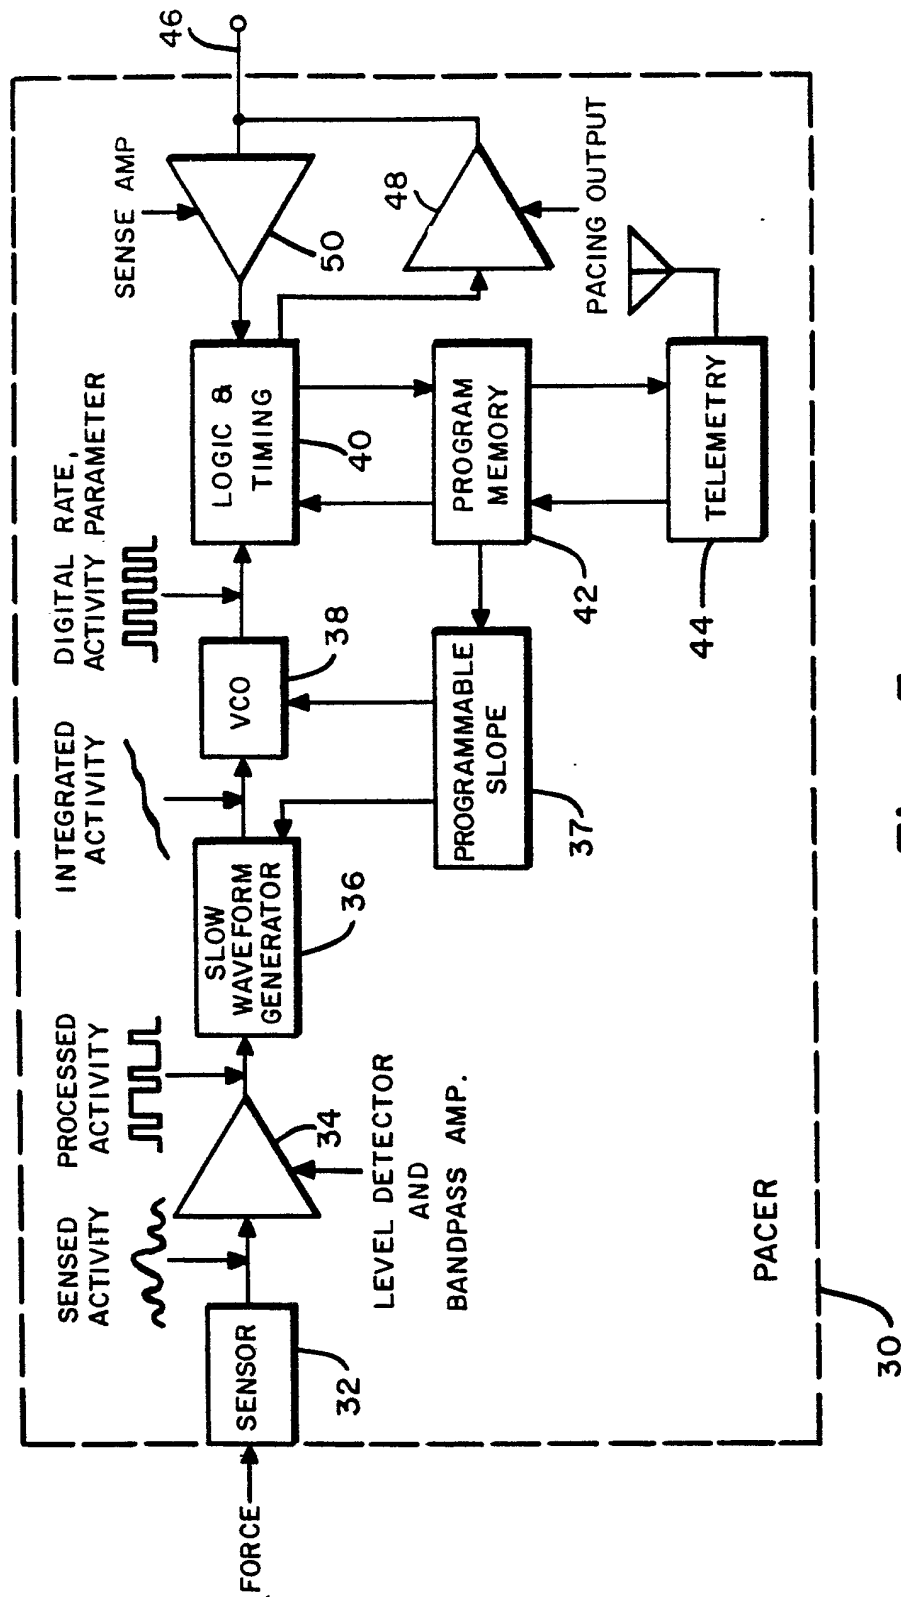 SENSED
ACTIVITY
PROCESSED
ACTIVITY
INTEGRATED
ACTIVITY
DIGITAL RATE,
ACTIVITY PARAMETER
SENSE AMP
46
FORCE
SENSOR
32
34
LEVEL DETECTOR
AND
BANDPASS AMP.
SLOW
WAVEFORM
GENERATOR
36
VCO
38
LOGIC &
TIMING
40
50
48
PACING OUTPUT
PROGRAMMABLE
SLOPE
37
PROGRAM
MEMORY
42
TELEMETRY
44
PACER
30